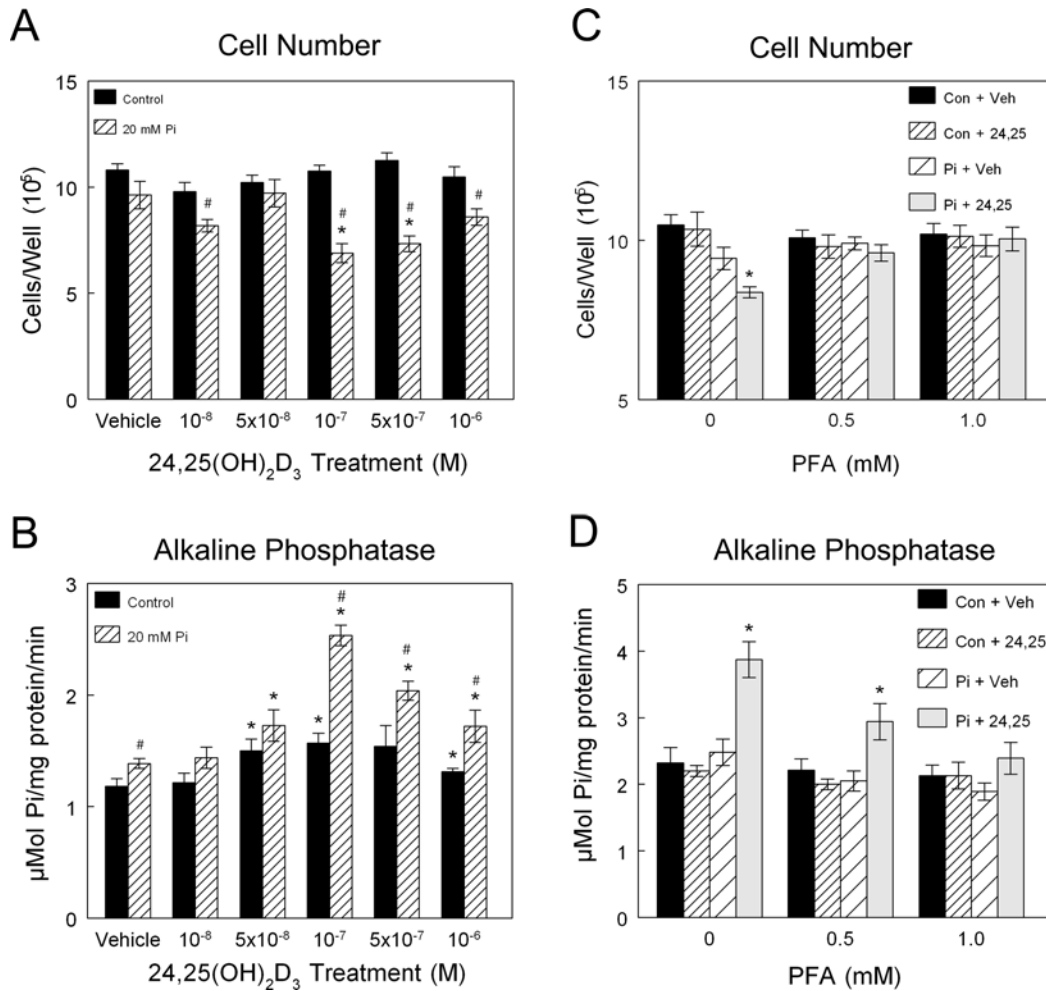 A
Cell Number
Cells/Well (10⁵)
15
10
5
0
Control
20 mM Pi
#
#
*
#
*
#
Vehicle 10⁻⁸ 5x10⁻⁸ 10⁻⁷ 5x10⁻⁷ 10⁻⁶
24,25(OH)₂D₃ Treatment (M)
C
Cell Number
Cells/Well (10⁵)
15
10
5
Con + Veh
Con + 24,25
Pi + Veh
Pi + 24,25
*
0 0.5 1.0
PFA (mM)
B
Alkaline Phosphatase
µMol Pi/mg protein/min
3
2
1
0
Control
20 mM Pi
#
*
*
*
#
*
#
*
*
#
*
Vehicle 10⁻⁸ 5x10⁻⁸ 10⁻⁷ 5x10⁻⁷ 10⁻⁶
24,25(OH)₂D₃ Treatment (M)
D
Alkaline Phosphatase
µMol Pi/mg protein/min
5
4
3
2
1
0
Con + Veh
Con + 24,25
Pi + Veh
Pi + 24,25
*
*
0 0.5 1.0
PFA (mM)